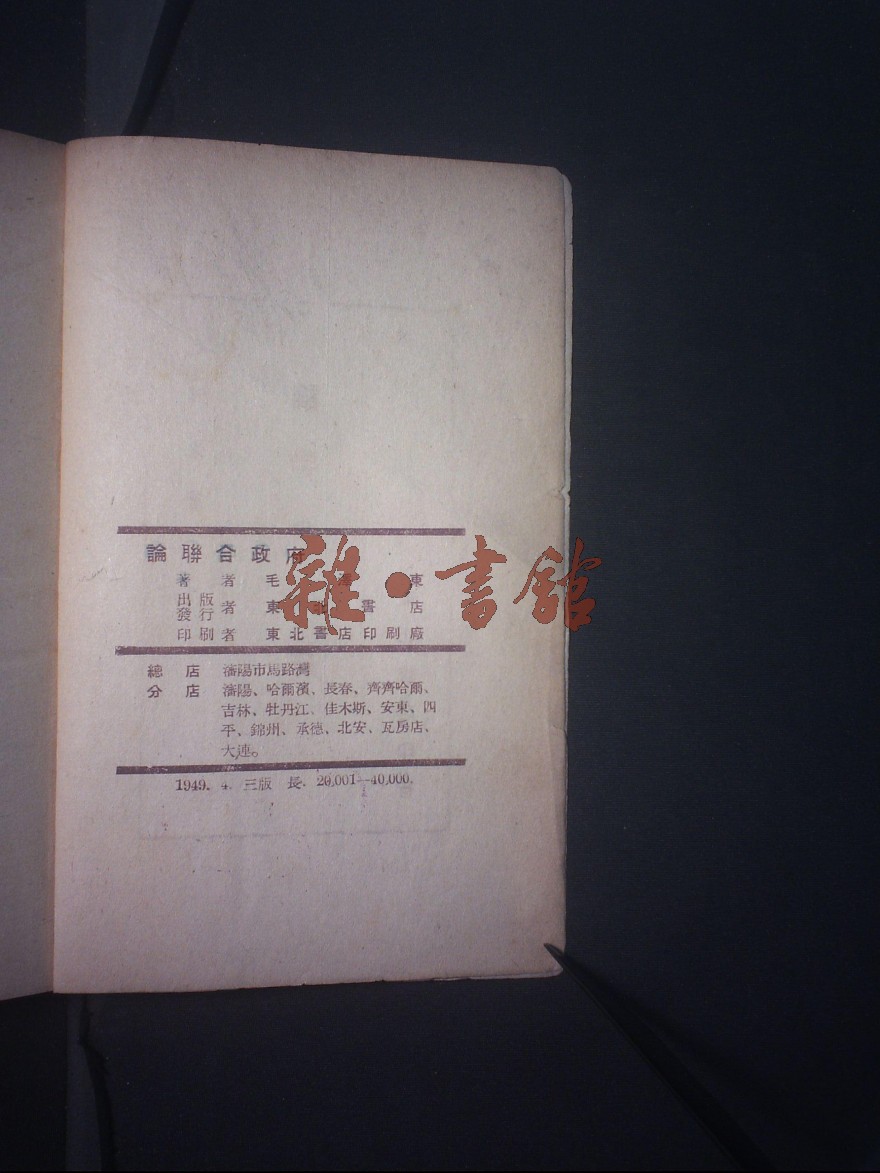 論聯合政府
著者 毛 東
出版
發行 者 東北書店
印刷者 東北書店印刷廠
總店 瀋陽市馬路灣
分店 瀋陽、哈爾濱、長春、齊齊哈爾、
吉林、牡丹江、佳木斯、安東、四
平、錦州、承德、北安、瓦房店、
大連。
1949. 4. 三版 長. 20,001—40,000.
雜·書館